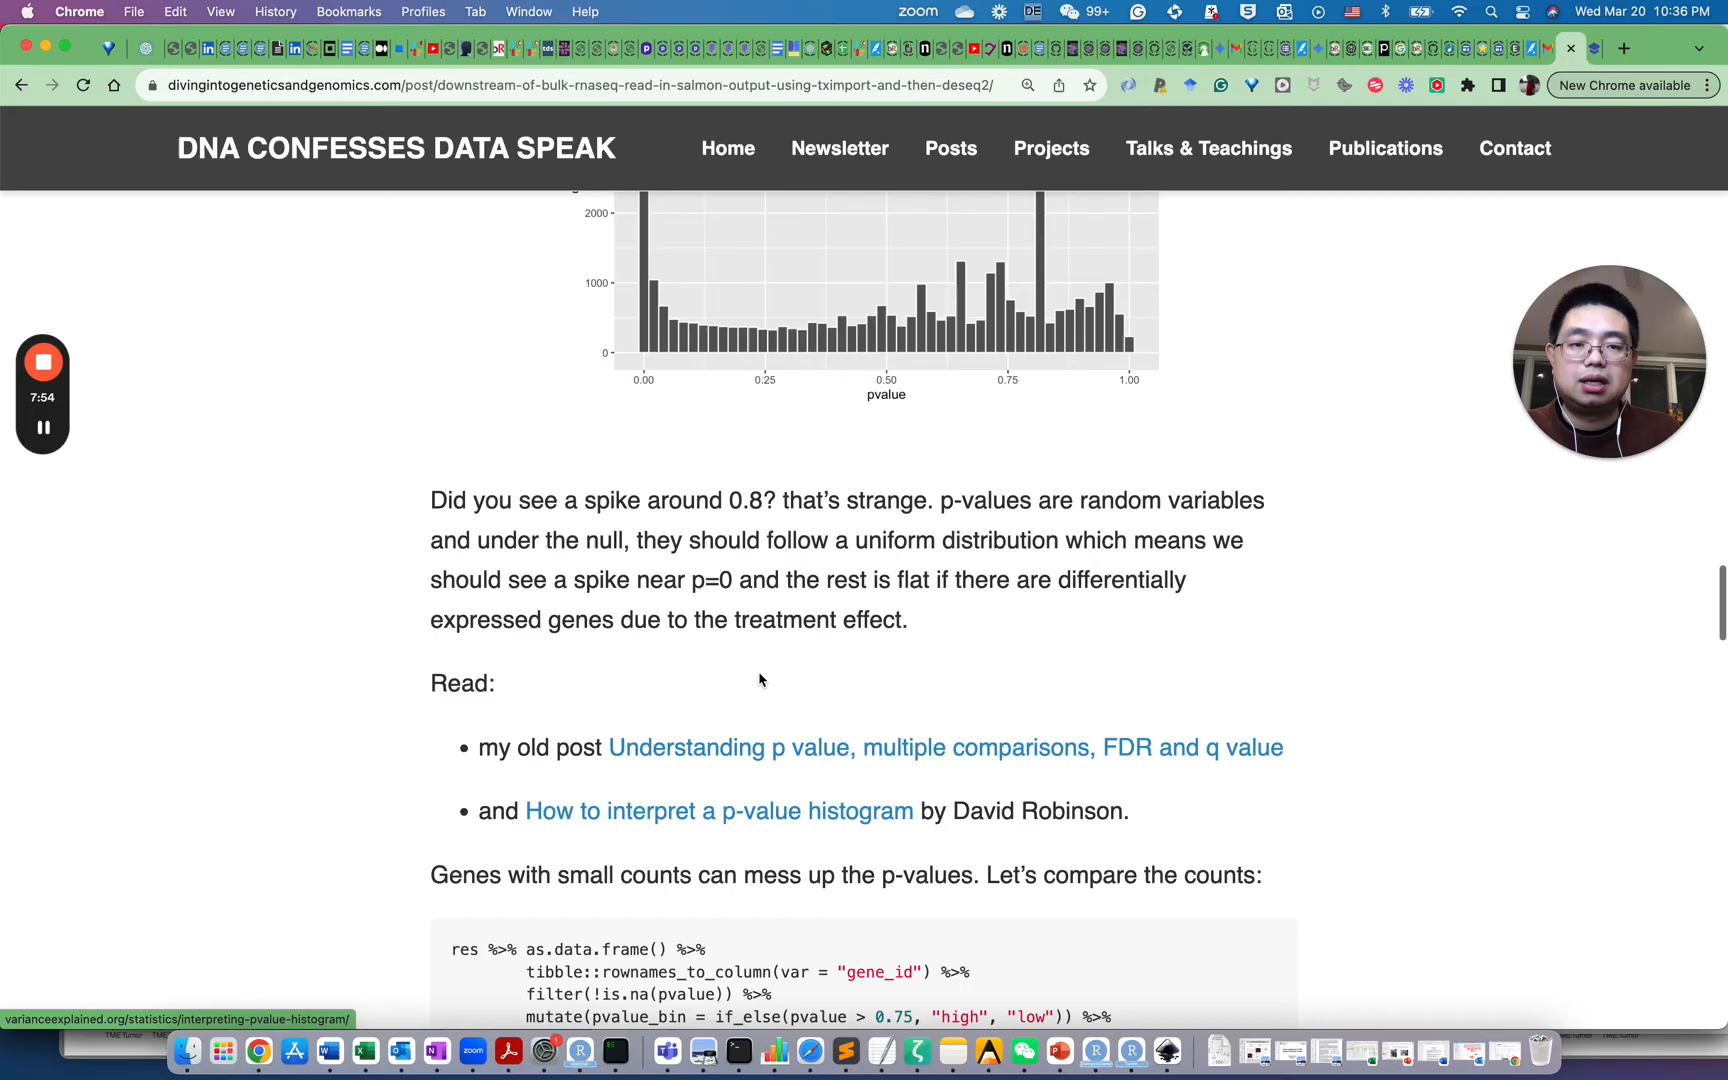 Chrome File Edit View History Bookmarks Profiles Tab Window Help zoom DE 99+ Wed Mar 20 10:36 PM
divingintogeneticsandgenomics.com/post/downstream-of-bulk-rnaseq-read-in-salmon-output-using-tximport-and-then-deseq2/ New Chrome available
DNA CONFESSES DATA SPEAK Home Newsletter Posts Projects Talks & Teachings Publications Contact
2000
1000
0
0.00 0.25 0.50 0.75 1.00
pvalue
7:54
Did you see a spike around 0.8? that's strange. p-values are random variables
and under the null, they should follow a uniform distribution which means we
should see a spike near p=0 and the rest is flat if there are differentially
expressed genes due to the treatment effect.
Read:
• my old post Understanding p value, multiple comparisons, FDR and q value
• and How to interpret a p-value histogram by David Robinson.
Genes with small counts can mess up the p-values. Let's compare the counts:
res %>% as.data.frame() %>%
tibble::rownames_to_column(var = "gene_id") %>%
filter(!is.na(pvalue)) %>%
mutate(pvalue_bin = if_else(pvalue > 0.75, "high", "low")) %>%
varianceexplained.org/statistics/interpreting-pvalue-histogram/
zoom